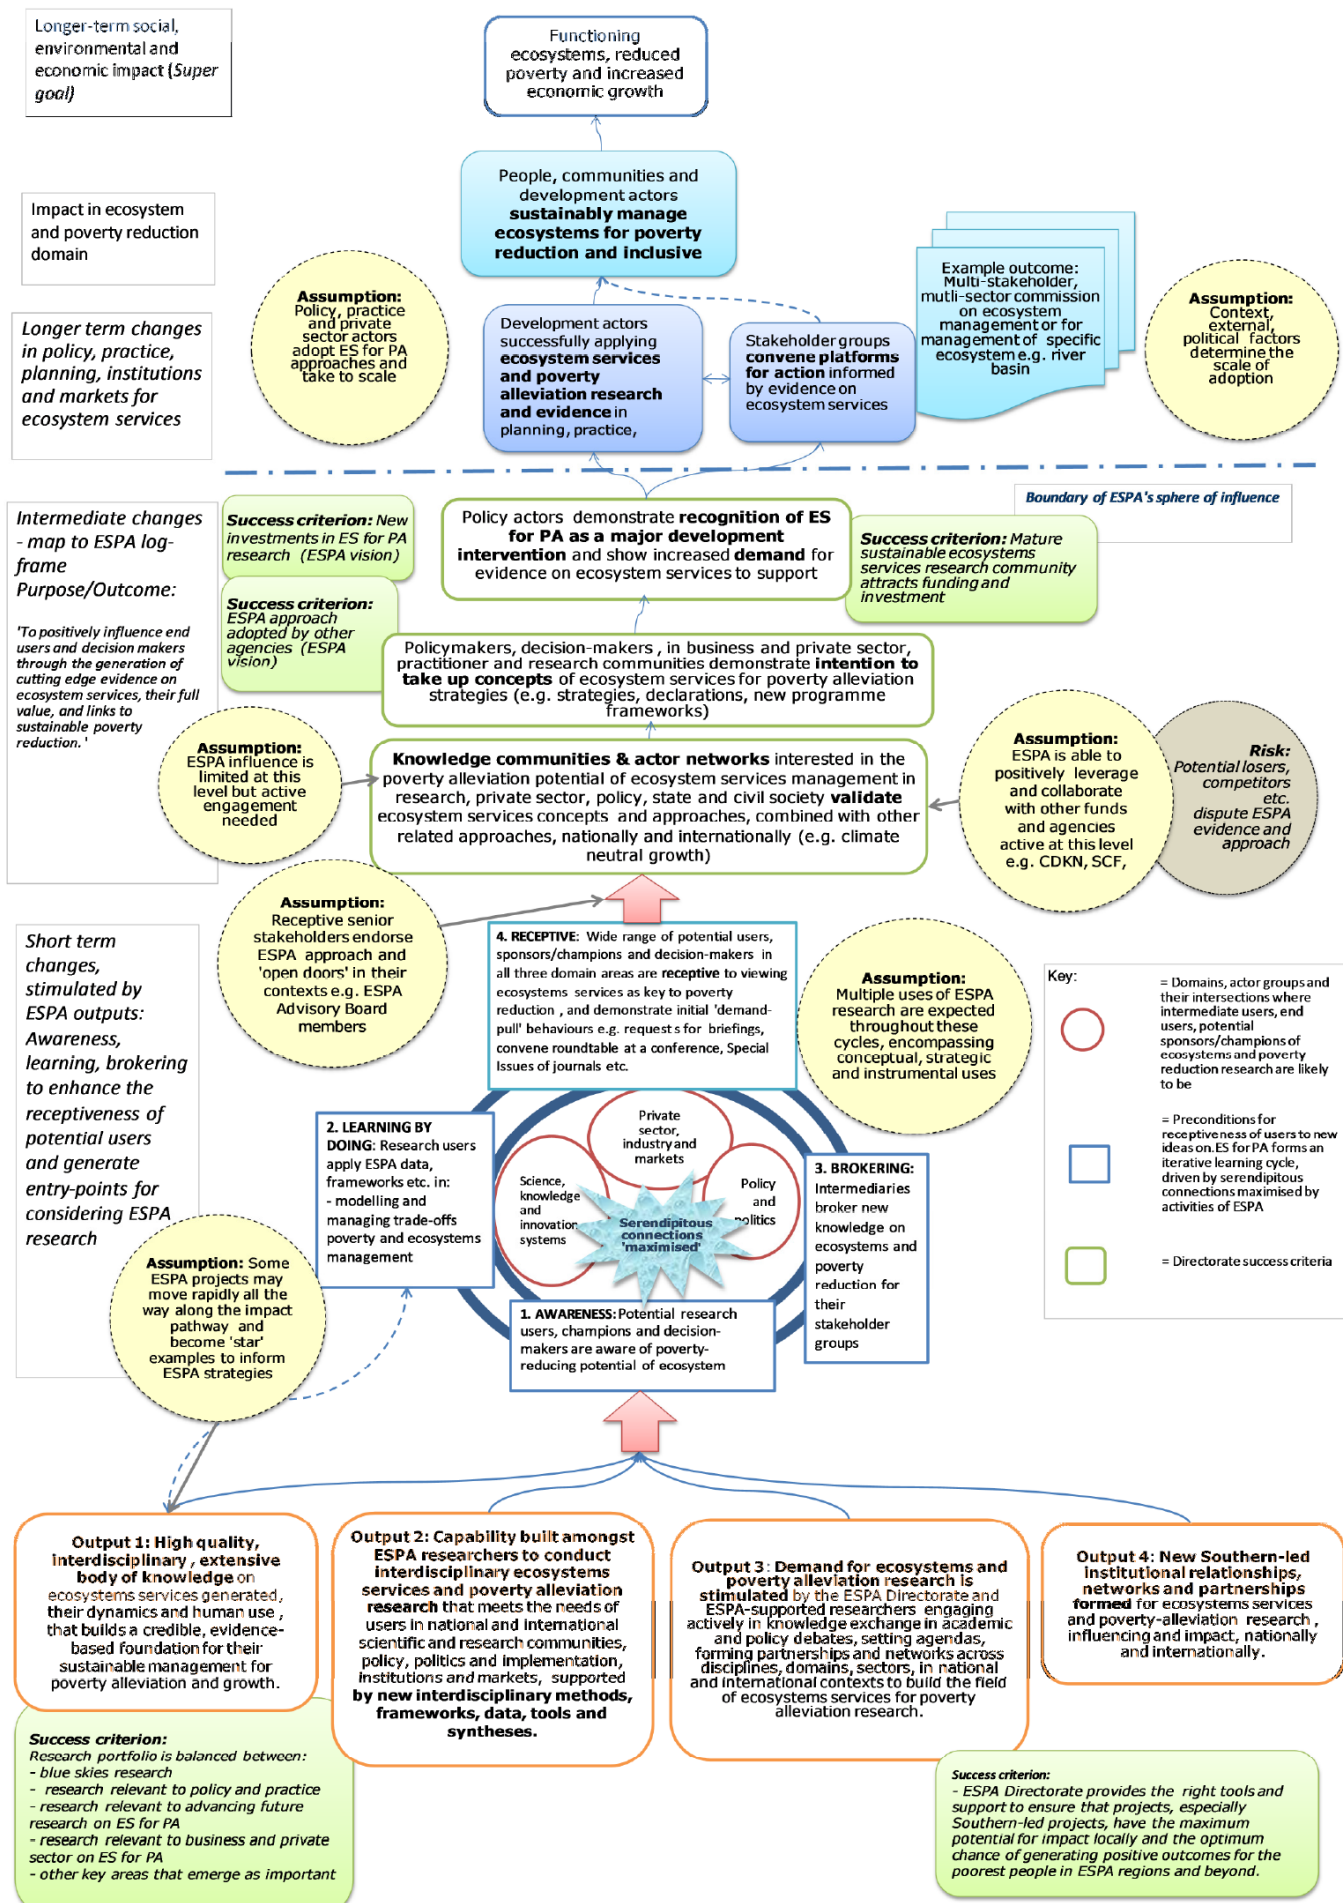 Longer-term social,
environmental and
economic impact (Super
goal)
Functioning
ecosystems, reduced
poverty and increased
economic growth
People, communities and
development actors
sustainably manage
ecosystems for poverty
reduction and inclusive
Impact in ecosystem
and poverty reduction
domain
Assumption:
Policy, practice
and private
sector actors
adopt ES for PA
approaches and
take to scale
Development actors
successfully applying
ecosystem services
and poverty
alleviation research
and evidence in
planning, practice,
Stakeholder groups
convene platforms
for action informed
by evidence on
ecosystem services
Example outcome:
Multi-stakeholder,
mutli-sector commission
on ecosystem
management or for
management of specific
ecosystem e.g. river
basin
Assumption:
Context,
external,
political factors
determine the
scale of
adoption
Longer term changes
in policy, practice,
planning, institutions
and markets for
ecosystem services
Boundary of ESPA's sphere of influence
Intermediate changes
- map to ESPA log-
frame
Purpose/Outcome:
'To positively influence end
users and decision makers
through the generation of
cutting edge evidence on
ecosystem services, their full
value, and links to
sustainable poverty
reduction.'
Success criterion: New
investments in ES for PA
research (ESPA vision)
Success criterion:
ESPA approach
adopted by other
agencies (ESPA
vision)
Policy actors demonstrate recognition of ES
for PA as a major development
intervention and show increased demand for
evidence on ecosystem services to support
Success criterion: Mature
sustainable ecosystems
services research community
attracts funding and
investment
Policymakers, decision-makers, in business and private sector,
practitioner and research communities demonstrate intention to
take up concepts of ecosystem services for poverty alleviation
strategies (e.g. strategies, declarations, new programme
frameworks)
Assumption:
ESPA influence is
limited at this
level but active
engagement
needed
Knowledge communities & actor networks interested in the
poverty alleviation potential of ecosystem services management in
research, private sector, policy, state and civil society validate
ecosystem services concepts and approaches, combined with other
related approaches, nationally and internationally (e.g. climate
neutral growth)
Assumption:
ESPA is able to
positively leverage
and collaborate
with other funds
and agencies
active at this level
e.g. CDKN, SCF,
Risk:
Potential losers,
competitors
etc.
dispute ESPA
evidence and
approach
Assumption:
Receptive senior
stakeholders endorse
ESPA approach and
'open doors' in their
contexts e.g. ESPA
Advisory Board
members
4. RECEPTIVE: Wide range of potential users,
sponsors/champions and decision-makers in
all three domain areas are receptive to viewing
ecosystems services as key to poverty
reduction , and demonstrate initial 'demand-
pull' behaviours e.g. requests for briefings,
convene roundtable at a conference, Special
Issues of journals etc.
Assumption:
Multiple uses of ESPA
research are expected
throughout these
cycles, encompassing
conceptual, strategic
and instrumental uses
Short term
changes,
stimulated by
ESPA outputs:
Awareness,
learning, brokering
to enhance the
receptiveness of
potential users
and generate
entry-points for
considering ESPA
research
Key:
= Domains, actor groups and
their intersections where
intermediate users, end
users, potential
sponsors/champions of
ecosystems and poverty
reduction research are likely
to be
= Preconditions for
receptiveness of users to new
ideas on.ES for PA forms an
iterative learning cycle,
driven by serendipitous
connections maximised by
activities of ESPA
= Directorate success criteria
2. LEARNING BY
DOING: Research users
apply ESPA data,
frameworks etc. in:
- modelling and
managing trade-offs
poverty and ecosystems
management
Private
sector,
industry and
markets
Science,
knowledge
and
innovation
systems
Policy
and
politics
Serendipitous
connections
'maximised'
3. BROKERING:
Intermediaries
broker new
knowledge on
ecosystems and
poverty
reduction for
their
stakeholder
groups
1. AWARENESS: Potential research
users, champions and decision-
makers are aware of poverty-
reducing potential of ecosystem
Assumption: Some
ESPA projects may
move rapidly all the
way along the impact
pathway and
become 'star'
examples to inform
ESPA strategies
Output 1: High quality,
interdisciplinary , extensive
body of knowledge on
ecosystems services generated,
their dynamics and human use ,
that builds a credible, evidence-
based foundation for their
sustainable management for
poverty alleviation and growth.
Output 2: Capability built amongst
ESPA researchers to conduct
interdisciplinary ecosystems
services and poverty alleviation
research that meets the needs of
users in national and international
scientific and research communities,
policy, politics and implementation,
institutions and markets, supported
by new interdisciplinary methods,
frameworks, data, tools and
syntheses.
Output 3: Demand for ecosystems and
poverty alleviation research is
stimulated by the ESPA Directorate and
ESPA-supported researchers engaging
actively in knowledge exchange in academic
and policy debates, setting agendas,
forming partnerships and networks across
disciplines, domains, sectors, in national
and international contexts to build the field
of ecosystems services for poverty
alleviation research.
Output 4: New Southern-led
institutional relationships,
networks and partnerships
formed for ecosystems services
and poverty-alleviation research ,
influencing and impact, nationally
and internationally.
Success criterion:
Research portfolio is balanced between:
- blue skies research
- research relevant to policy and practice
- research relevant to advancing future
research on ES for PA
- research relevant to business and private
sector on ES for PA
- other key areas that emerge as important
Success criterion:
- ESPA Directorate provides the right tools and
support to ensure that projects, especially
Southern-led projects, have the maximum
potential for impact locally and the optimum
chance of generating positive outcomes for the
poorest people in ESPA regions and beyond.